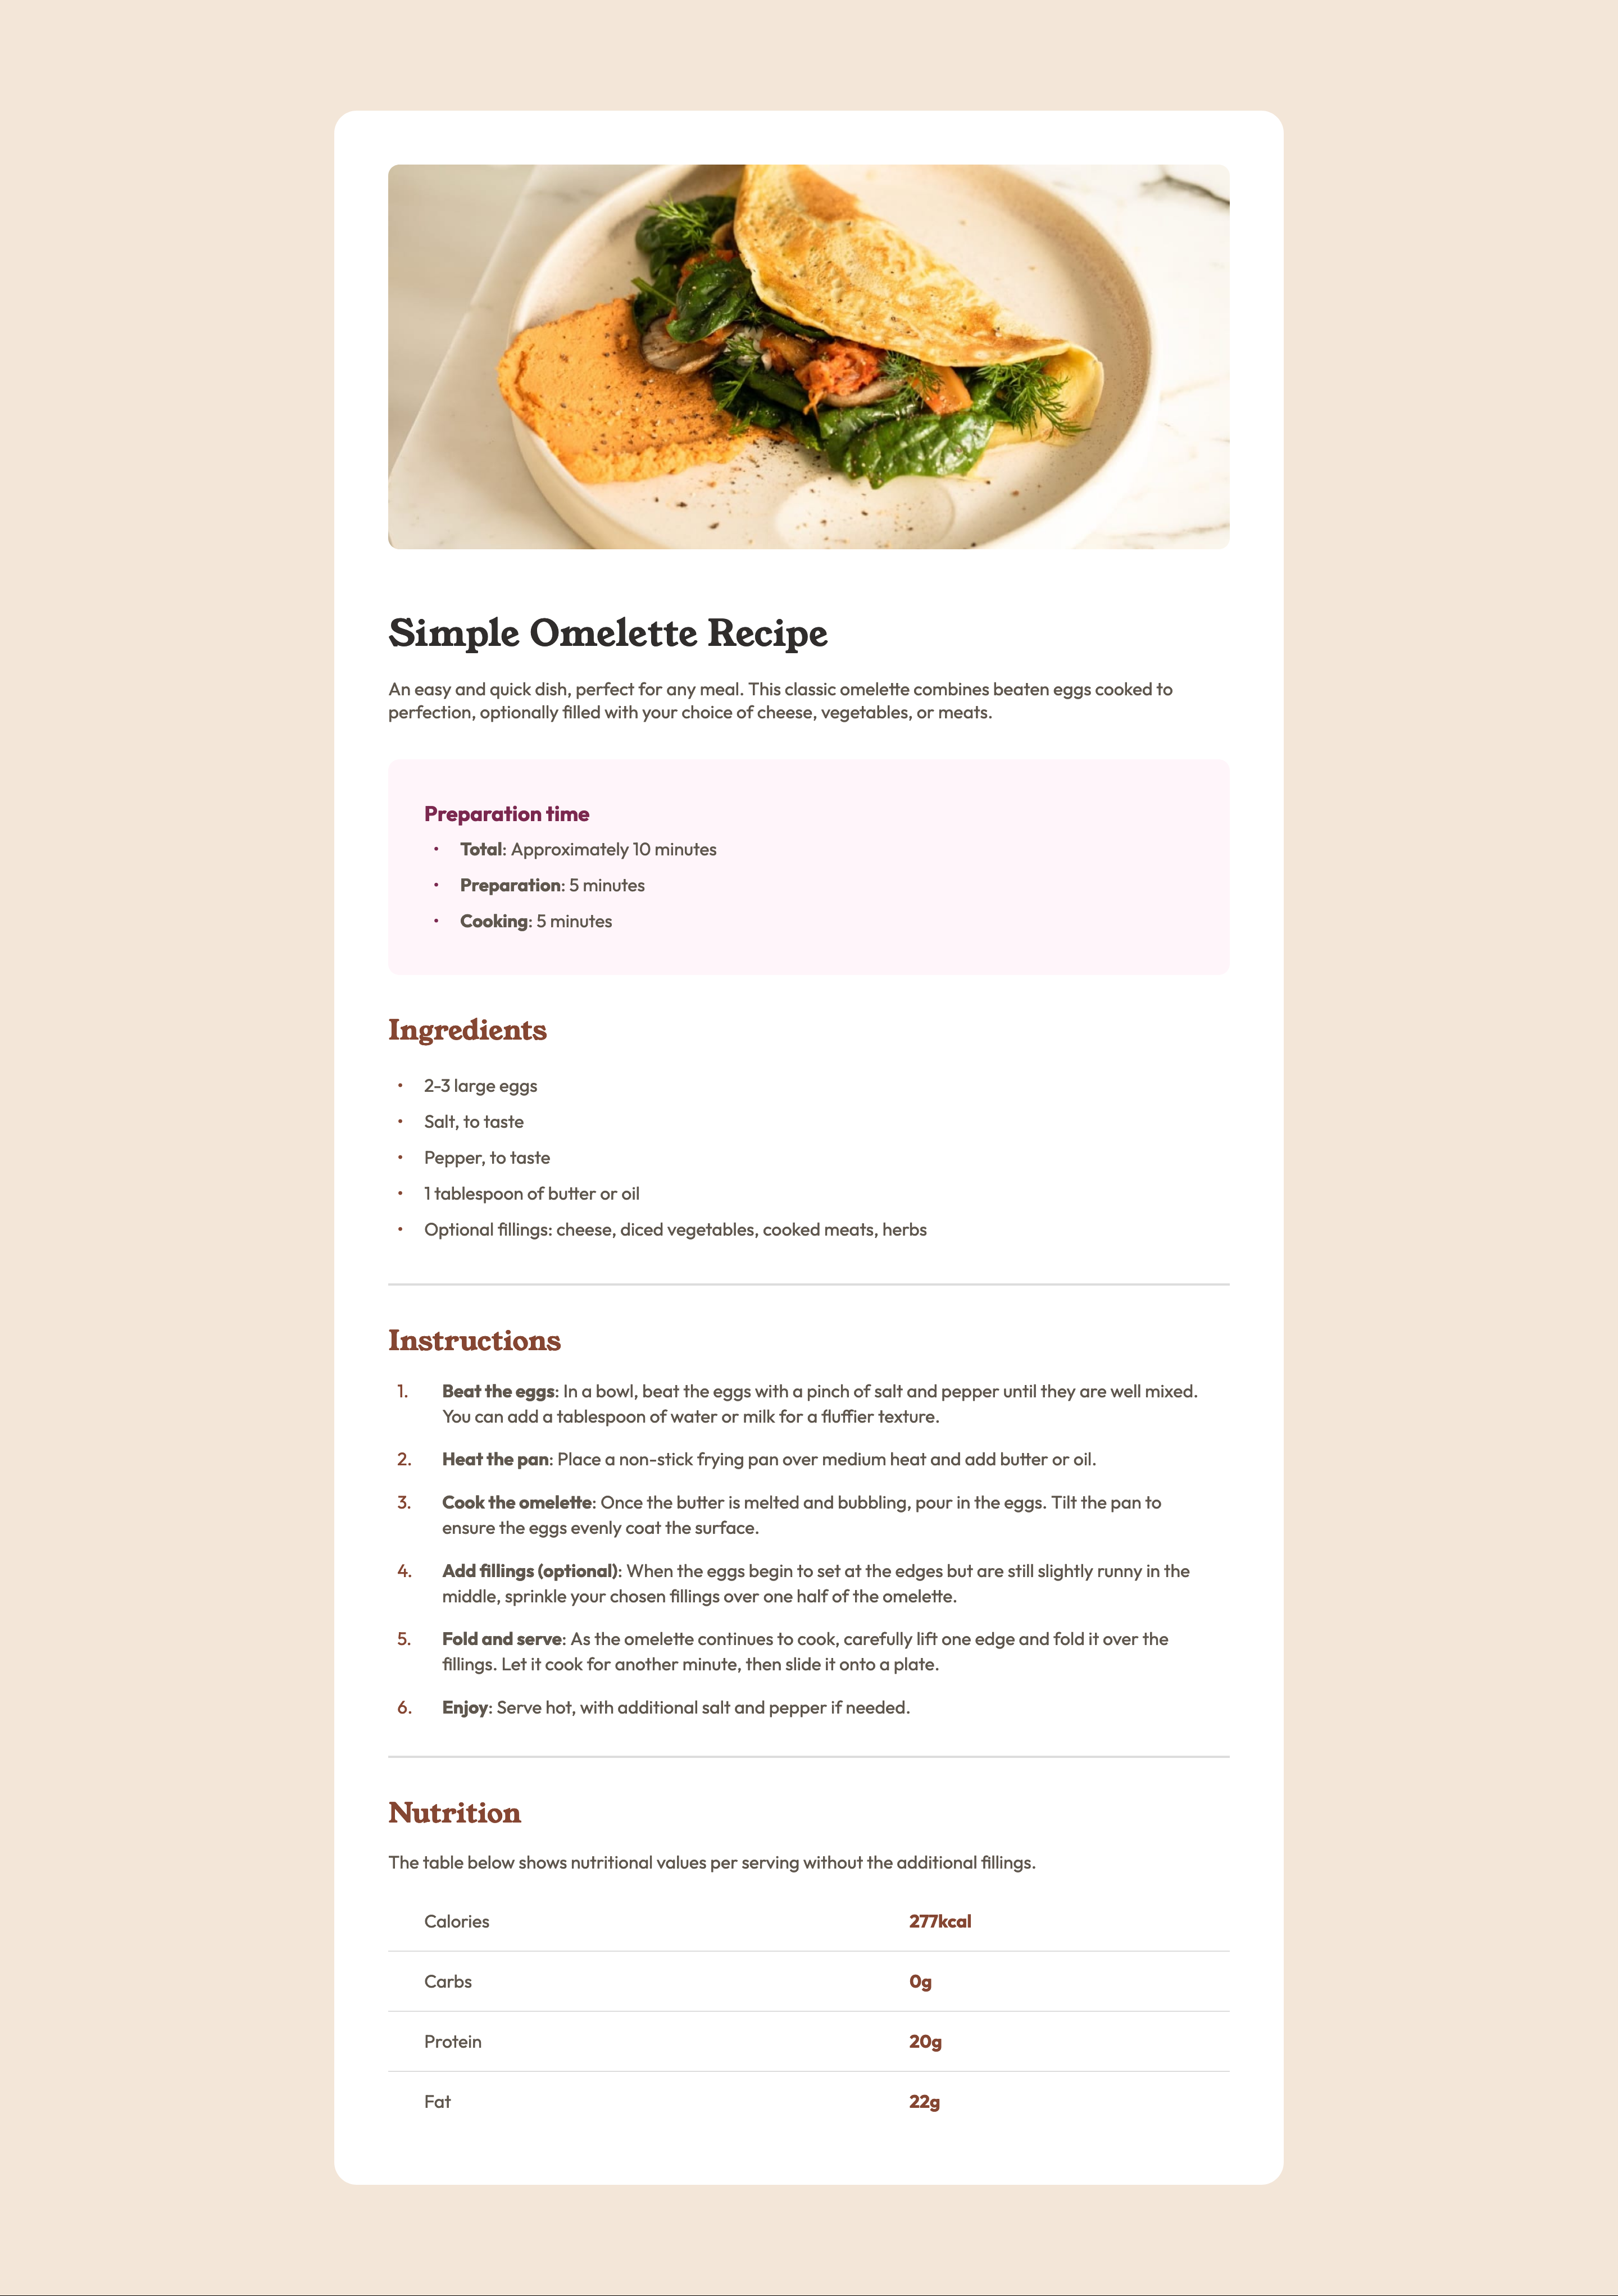 Simple Omelette Recipe
An easy and quick dish, perfect for any meal. This classic omelette combines beaten eggs cooked to
perfection, optionally filled with your choice of cheese, vegetables, or meats.
Preparation time
• Total: Approximately 10 minutes
• Preparation: 5 minutes
• Cooking: 5 minutes
Ingredients
• 2-3 large eggs
• Salt, to taste
• Pepper, to taste
• 1 tablespoon of butter or oil
• Optional fillings: cheese, diced vegetables, cooked meats, herbs
Instructions
1. Beat the eggs: In a bowl, beat the eggs with a pinch of salt and pepper until they are well mixed.
You can add a tablespoon of water or milk for a fluffier texture.
2. Heat the pan: Place a non-stick frying pan over medium heat and add butter or oil.
3. Cook the omelette: Once the butter is melted and bubbling, pour in the eggs. Tilt the pan to
ensure the eggs evenly coat the surface.
4. Add fillings (optional): When the eggs begin to set at the edges but are still slightly runny in the
middle, sprinkle your chosen fillings over one half of the omelette.
5. Fold and serve: As the omelette continues to cook, carefully lift one edge and fold it over the
fillings. Let it cook for another minute, then slide it onto a plate.
6. Enjoy: Serve hot, with additional salt and pepper if needed.
Nutrition
The table below shows nutritional values per serving without the additional fillings.
Calories 277kcal
Carbs 0g
Protein 20g
Fat 22g